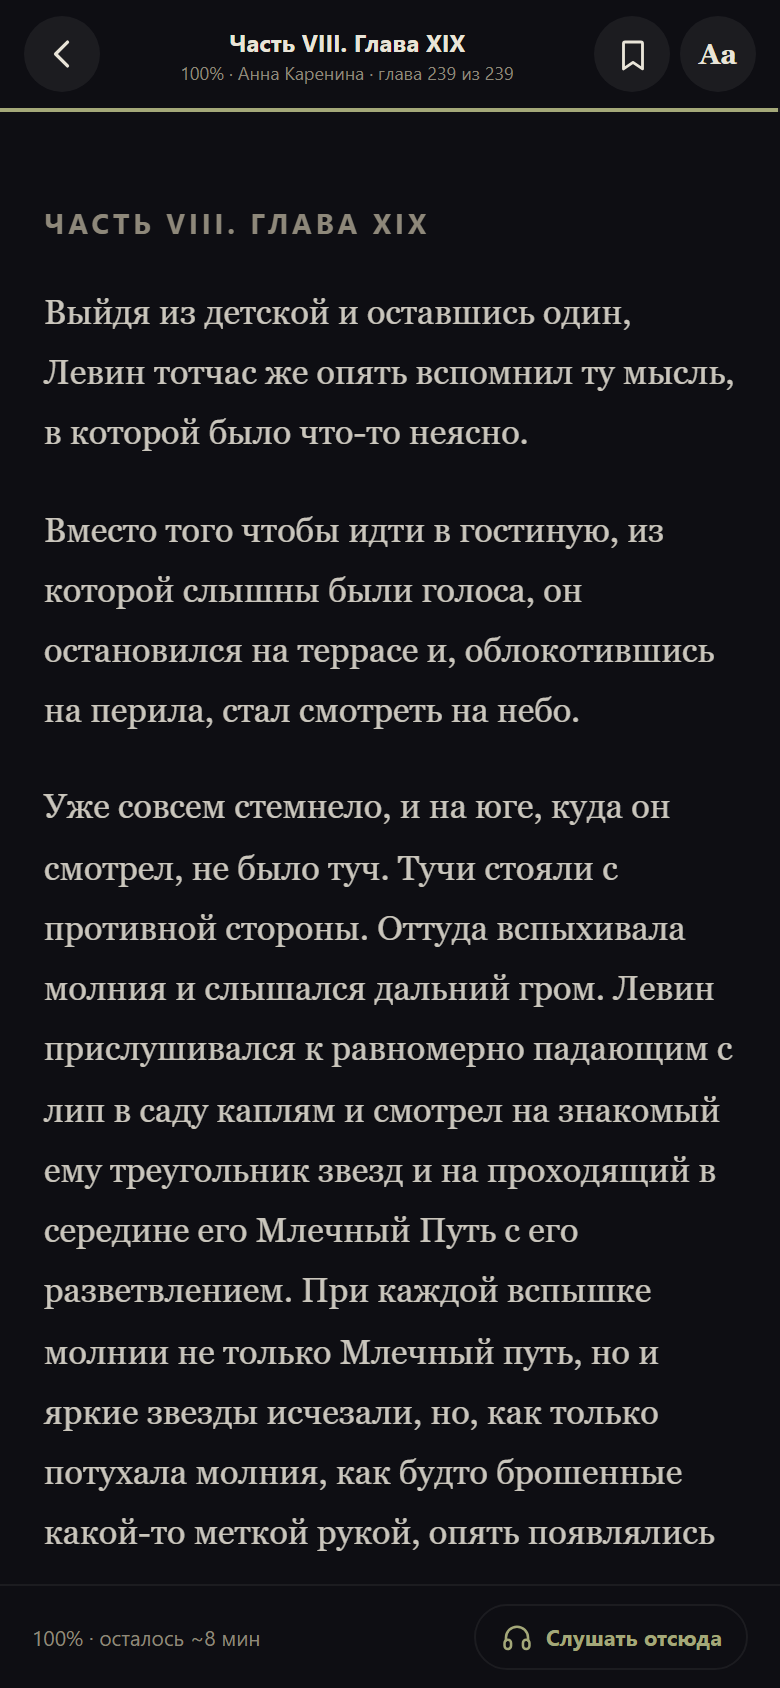 Часть VIII. Глава XIX
100% · Анна Каренина · глава 239 из 239
Aa
ЧАСТЬ VIII. ГЛАВА XIX
Выйдя из детской и оставшись один,
Левин тотчас же опять вспомнил ту мысль,
в которой было что-то неясно.
Вместо того чтобы идти в гостиную, из
которой слышны были голоса, он
остановился на террасе и, облокотившись
на перила, стал смотреть на небо.
Уже совсем стемнело, и на юге, куда он
смотрел, не было туч. Тучи стояли с
противной стороны. Оттуда вспыхивала
молния и слышался дальний гром. Левин
прислушивался к равномерно падающим с
лип в саду каплям и смотрел на знакомый
ему треугольник звезд и на проходящий в
середине его Млечный Путь с его
разветвлением. При каждой вспышке
молнии не только Млечный путь, но и
яркие звезды исчезали, но, как только
потухала молния, как будто брошенные
какой-то меткой рукой, опять появлялись
100% · осталось ~8 мин
Слушать отсюда